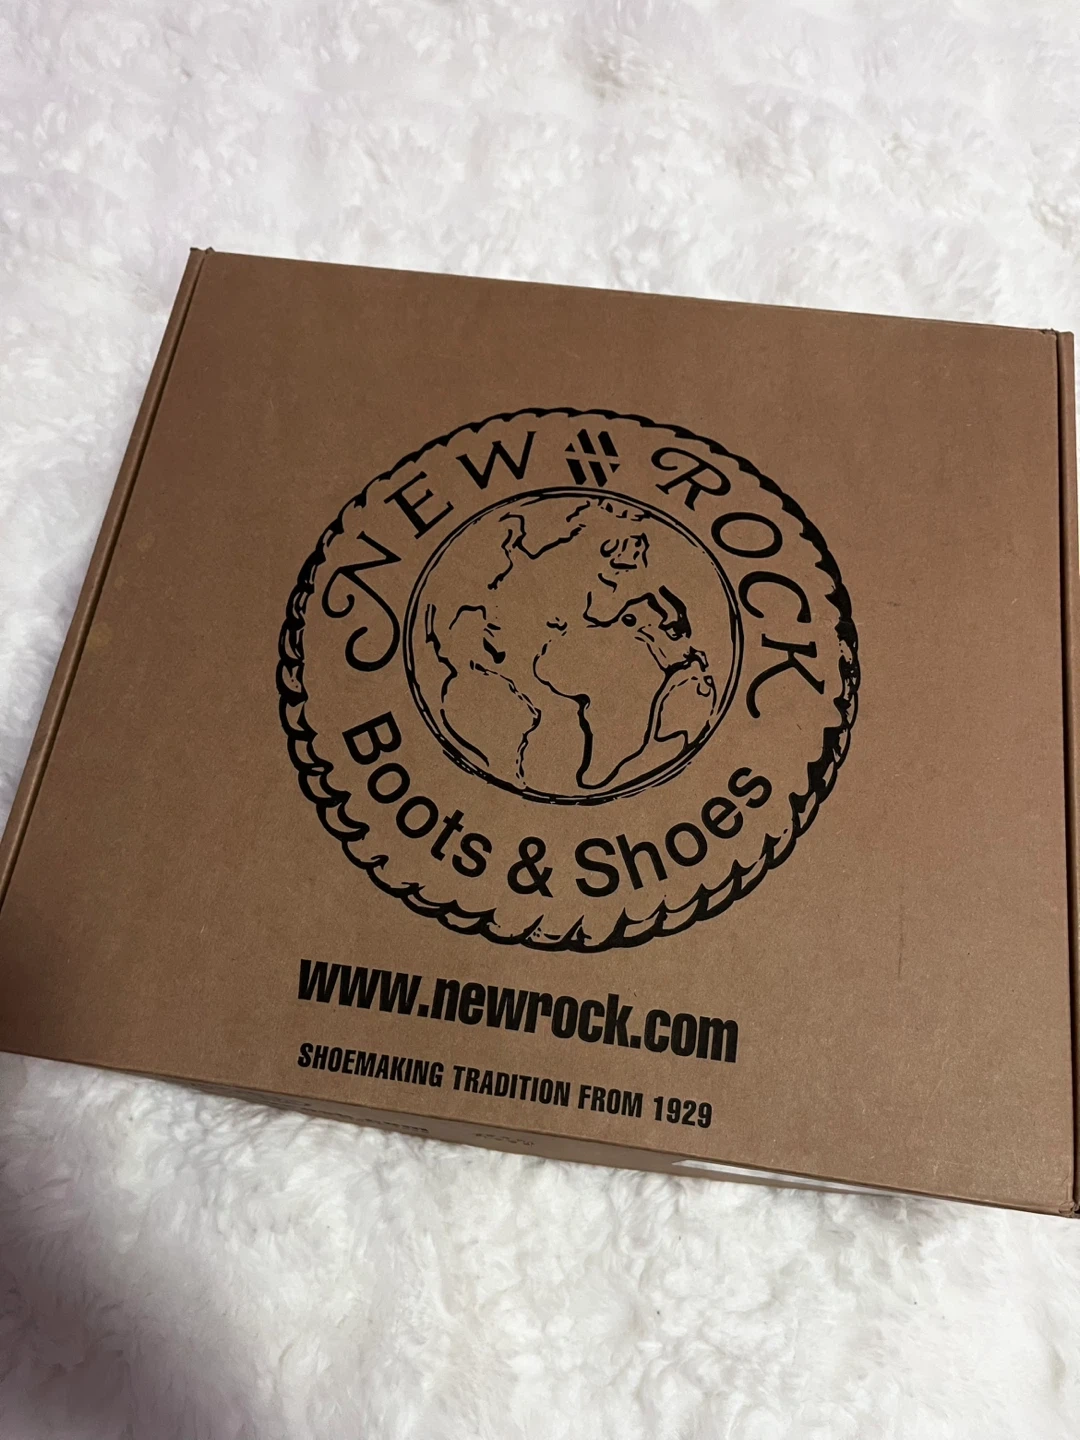 NEW ROCK
Boots & Shoes
www.newrock.com
SHOEMAKING TRADITION FROM 1929